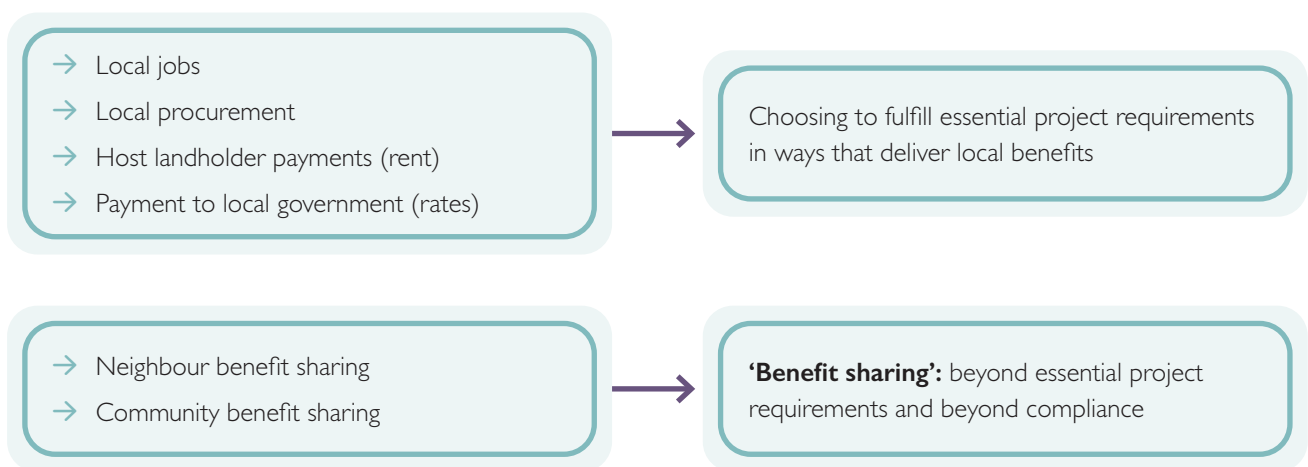 → Local jobs
→ Local procurement
→ Host landholder payments (rent)
→ Payment to local government (rates)
Choosing to fulfill essential project requirements
in ways that deliver local benefits
→ Neighbour benefit sharing
→ Community benefit sharing
‘Benefit sharing’: beyond essential project
requirements and beyond compliance